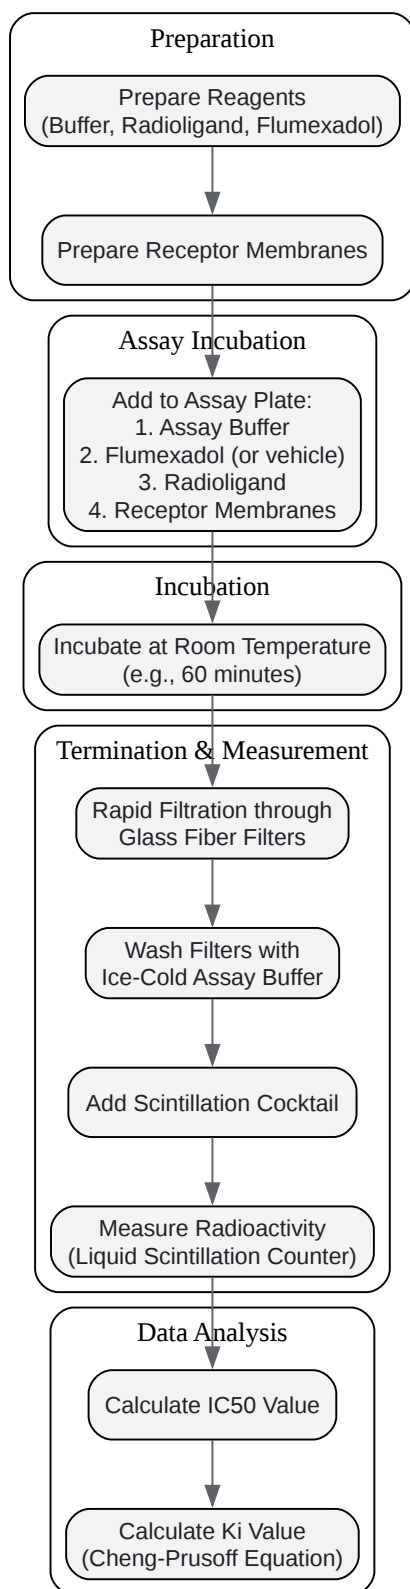 Preparation
Prepare Reagents
(Buffer, Radioligand, Flumexadol)
Prepare Receptor Membranes
Assay Incubation
Add to Assay Plate:
1. Assay Buffer
2. Flumexadol (or vehicle)
3. Radioligand
4. Receptor Membranes
Incubation
Incubate at Room Temperature
(e.g., 60 minutes)
Termination & Measurement
Rapid Filtration through
Glass Fiber Filters
Wash Filters with
Ice-Cold Assay Buffer
Add Scintillation Cocktail
Measure Radioactivity
(Liquid Scintillation Counter)
Data Analysis
Calculate IC50 Value
Calculate Ki Value
(Cheng-Prusoff Equation)